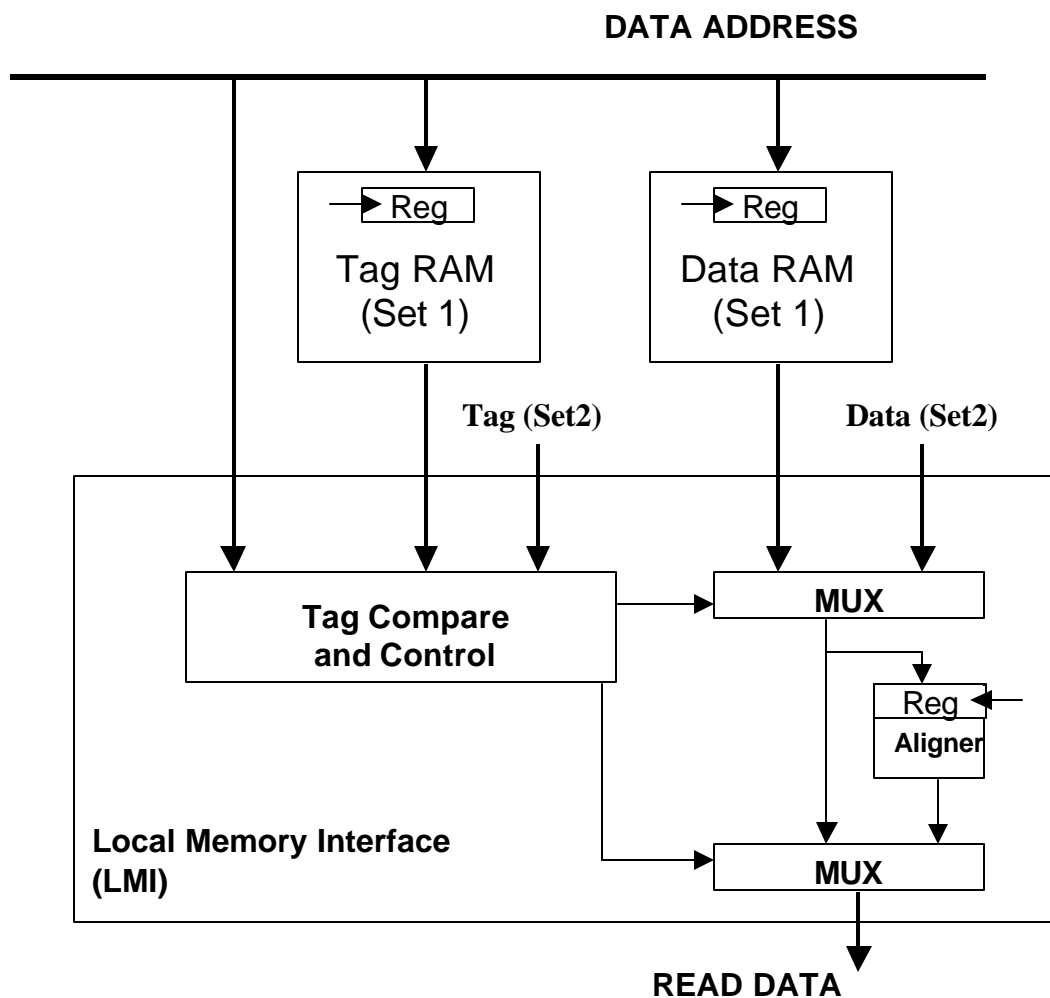 DATA ADDRESS
Reg
Tag RAM
(Set 1)
Reg
Data RAM
(Set 1)
Tag (Set2)
Data (Set2)
Tag Compare
and Control
MUX
Reg
Aligner
Local Memory Interface
(LMI)
MUX
READ DATA